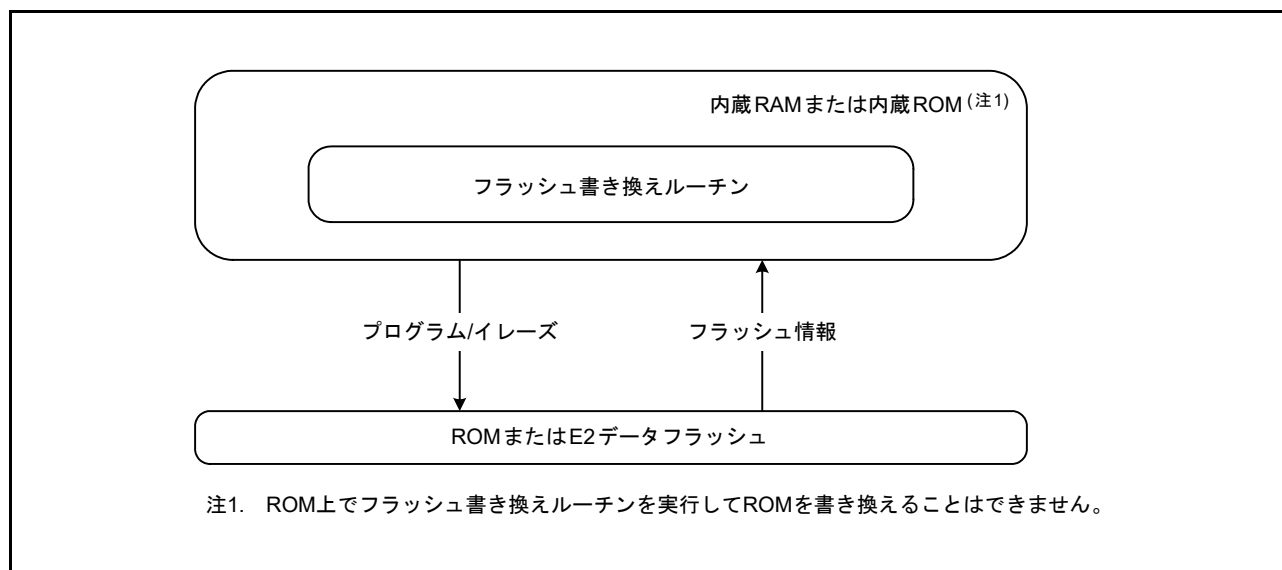 内蔵RAMまたは内蔵ROM(注1)
フラッシュ書き換えルーチン
プログラム/イレーズ
フラッシュ情報
ROMまたはE2データフラッシュ
注1. ROM上でフラッシュ書き換えルーチンを実行してROMを書き換えることはできません。